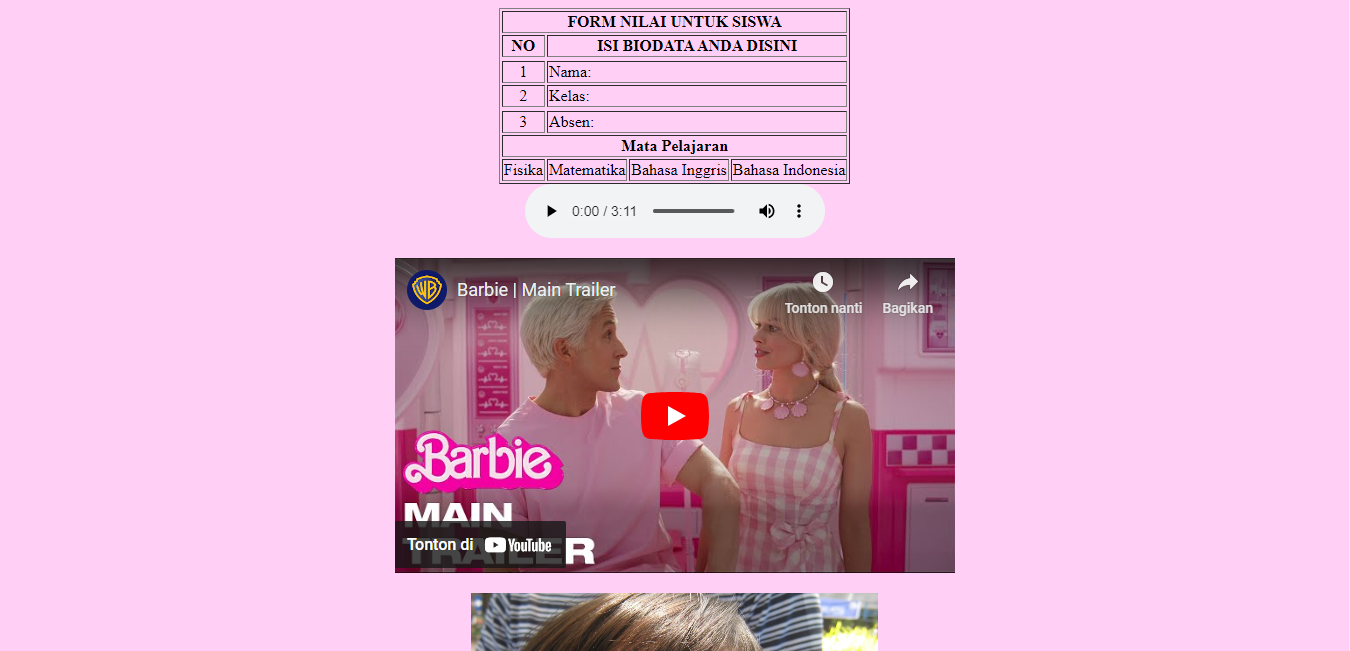 FORM NILAI UNTUK SISWA
NO ISI BIODATA ANDA DISINI
1 Nama:
2 Kelas:
3 Absen:
Mata Pelajaran
Fisika Matematika Bahasa Inggris Bahasa Indonesia
0:00 / 3:11
WB Barbie | Main Trailer
Tonton nanti Bagikan
Barbie
MAIN
TRAILER
Tonton di YouTube